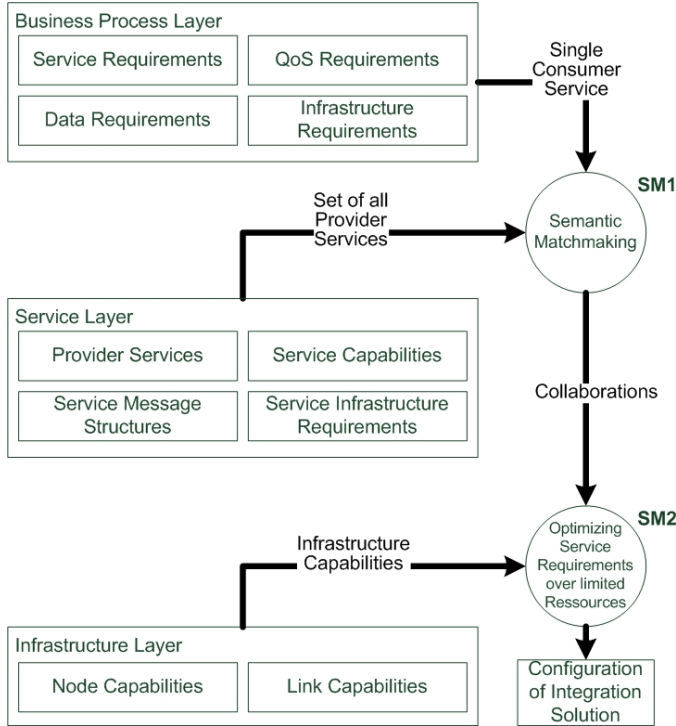 Business Process Layer
Service Requirements
QoS Requirements
Data Requirements
Infrastructure
Requirements
Single
Consumer
Service
SM1
Semantic
Matchmaking
Set of all
Provider
Services
Service Layer
Provider Services
Service Capabilities
Service Message
Structures
Service Infrastructure
Requirements
Collaborations
SM2
Optimizing
Service
Requirements
over limited
Ressources
Infrastructure
Capabilities
Infrastructure Layer
Node Capabilities
Link Capabilities
Configuration
of Integration
Solution